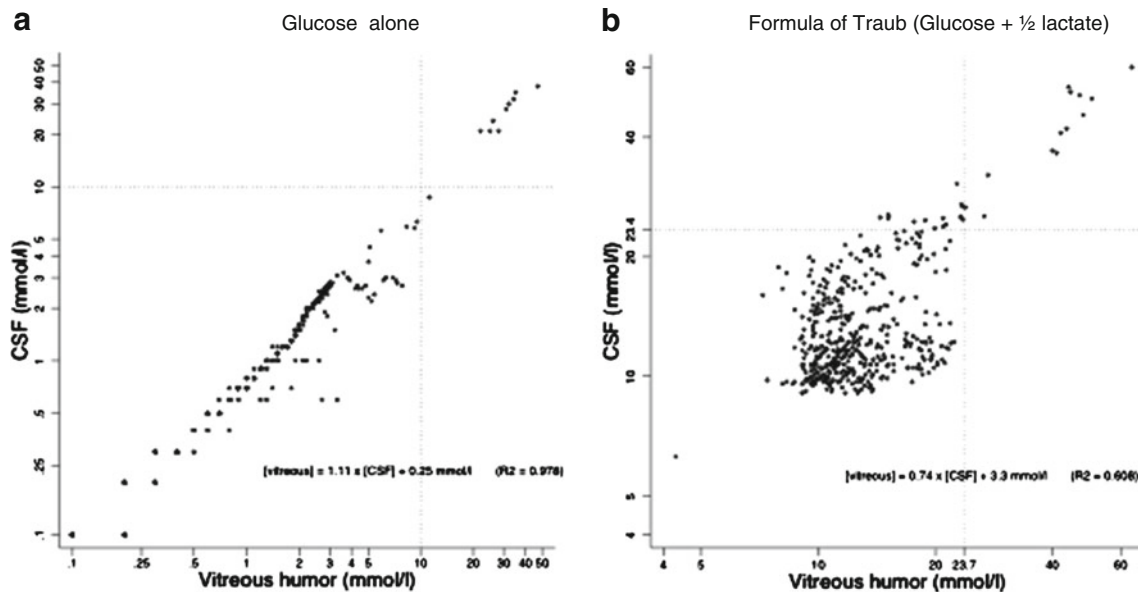 a
Glucose alone
CSF (mmol/l)
40 50
30
20
10
5
4
3
2
1
.5
.25
.1
[vitreous] = 1.11 x [CSF] + 0.25 mmol/l (R2 = 0.978)
.1 .25 .5 1 2 3 4 5 10 20 30 40 50
Vitreous humor (mmol/l)
b
Formula of Traub (Glucose + ½ lactate)
CSF (mmol/l)
60
40
23.4
20
10
5
4
[vitreous] = 0.74 x [CSF] + 3.3 mmol/l (R2 = 0.608)
4 5 10 20 23.7 40 60
Vitreous humor (mmol/l)